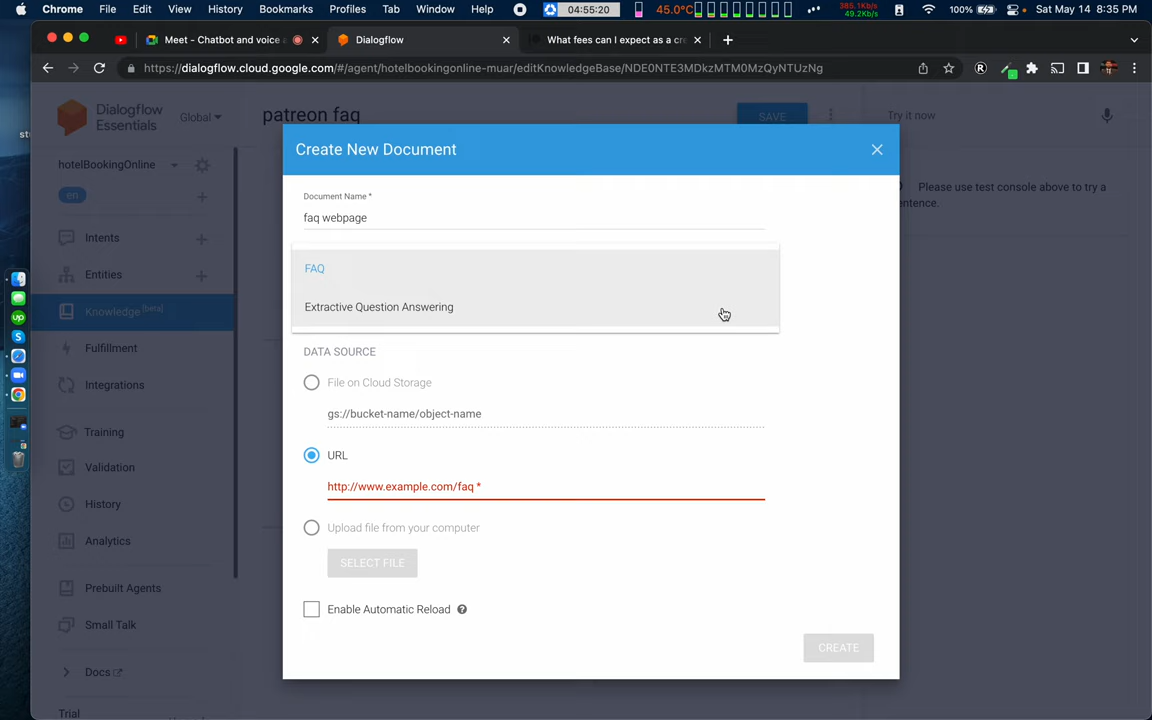 Chrome File Edit View History Bookmarks Profiles Tab Window Help 04:55:20 45.0°C 385.1Kb/s 49.2Kb/s 100% Sat May 14 8:35 PM
Meet - Chatbot and voice
Dialogflow
What fees can I expect as a cr
https://dialogflow.cloud.google.com/#/agent/hotelbookingonline-muar/editKnowledgeBase/NDE0NTE3MDkzMTM0MzQyNTUzNg
Dialogflow
Essentials
Global
patreon faq
SAVE
Try it now
Create New Document
hotelBookingOnline
en
Please use test console above to try a
entence.
Document Name *
faq webpage
Intents
FAQ
Entities
Extractive Question Answering
Knowledge [beta]
Fulfillment
DATA SOURCE
Integrations
File on Cloud Storage
gs://bucket-name/object-name
Training
URL
Validation
http://www.example.com/faq *
History
Upload file from your computer
Analytics
SELECT FILE
Prebuilt Agents
Enable Automatic Reload
Small Talk
CREATE
Docs
Trial